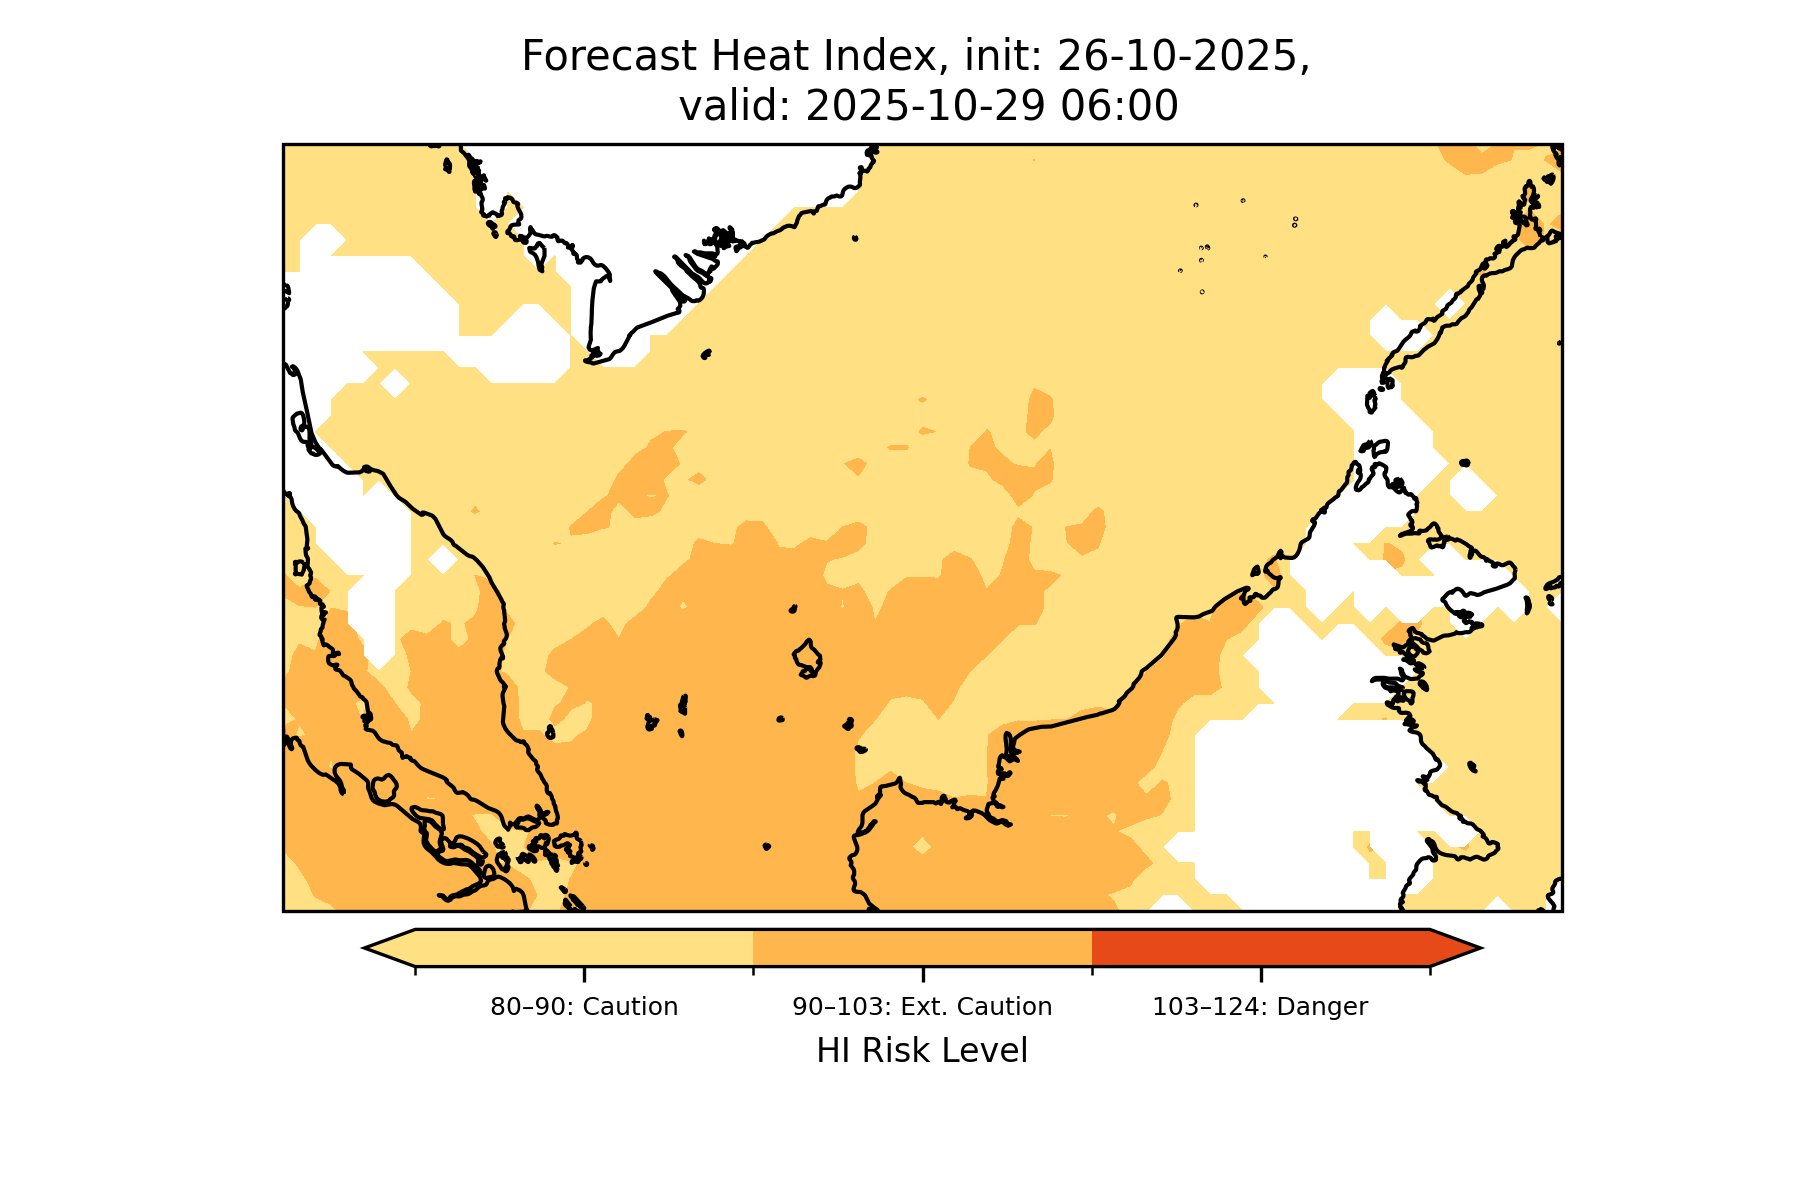 Forecast Heat Index, init: 26-10-2025,
valid: 2025-10-29 06:00
80–90: Caution
90–103: Ext. Caution
103–124: Danger
HI Risk Level